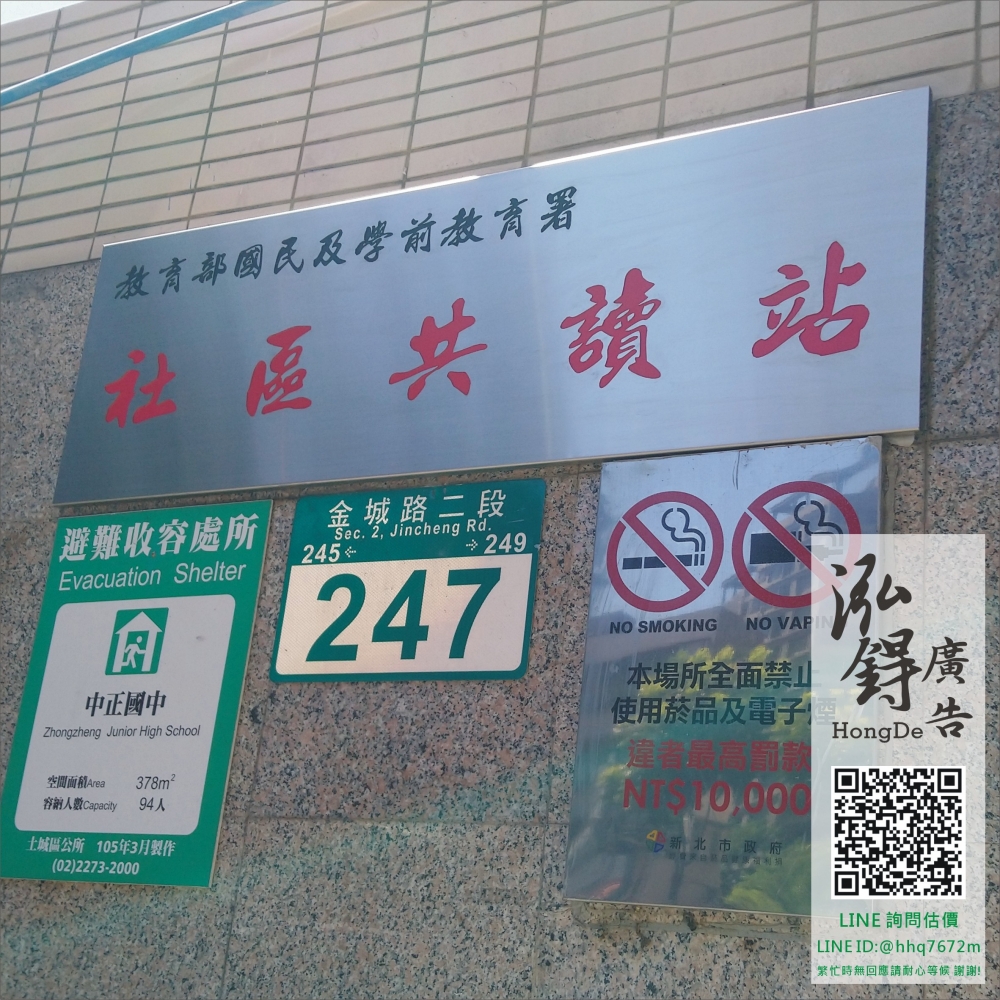 教育部國民及學前教育署
社區共讀站
避難收容處所
Evacuation Shelter
中正國中
Zhongzheng Junior High School
空間面積Area 378m²
容納人數Capacity 94人
土城區公所 105年3月製作
(02)2273-2000
金城路二段
Sec. 2, Jincheng Rd.
245 249
247
NO SMOKING NO VAPIN
本場所全面禁止
使用菸品及電子煙
違者最高罰款
NT$10,000
新北市政府
泓鍀廣告
HongDe
LINE 詢問估價
LINE ID:@hhq7672m
繁忙時無回應請耐心等候 謝謝!